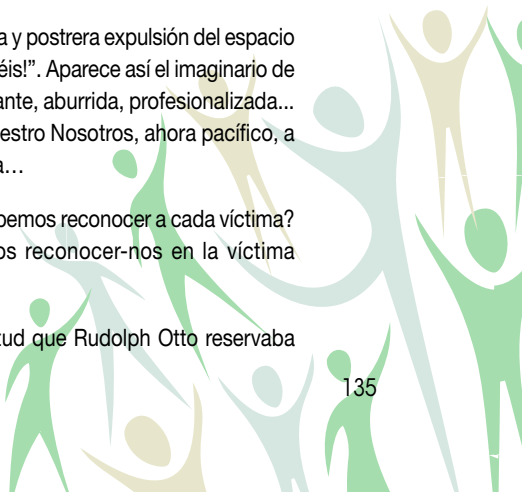 a y postrera expulsión del espacio
éis!”. Aparece así el imaginario de
ante, aburrida, profesionalizada...
estro Nosotros, ahora pacífico, a
a…
bemos reconocer a cada víctima?
os reconocer-nos en la víctima
tud que Rudolph Otto reservaba
135